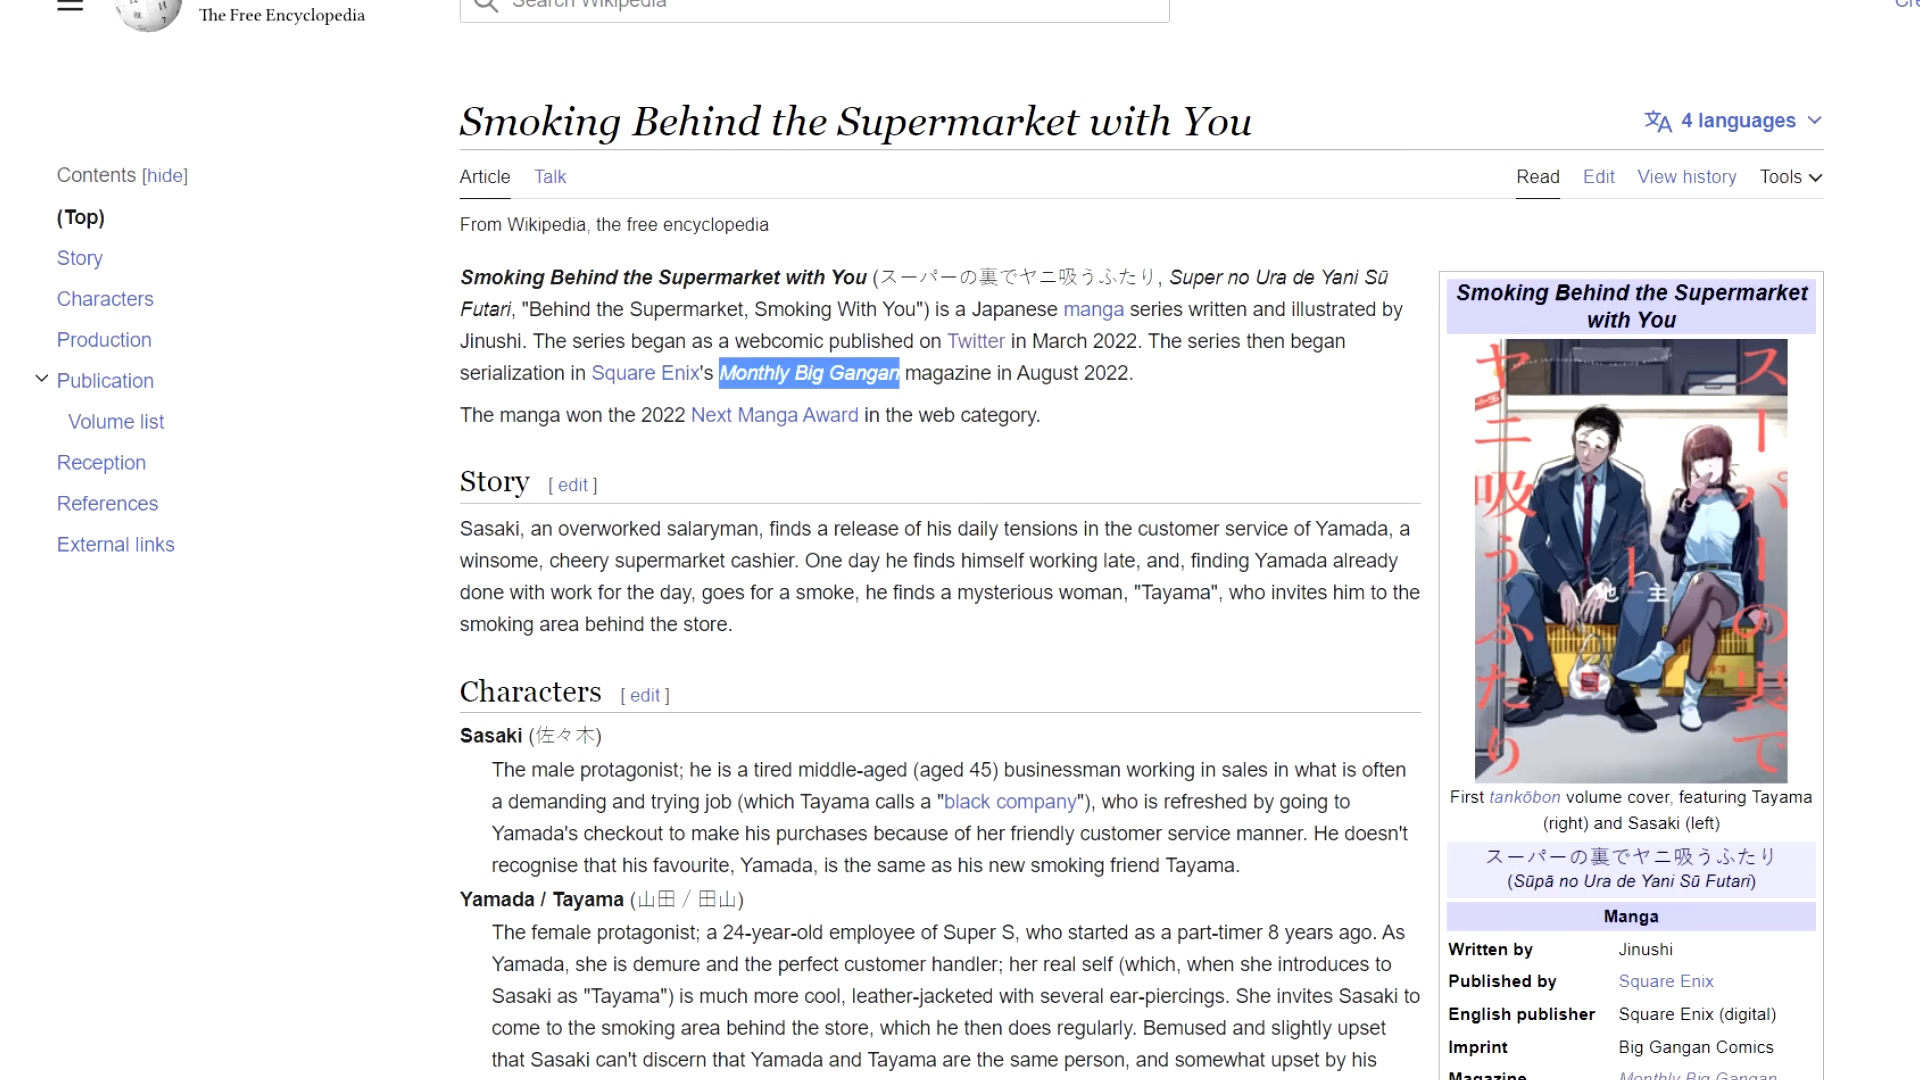 The Free Encyclopedia
Search Wikipedia
Smoking Behind the Supermarket with You
4 languages
Contents [hide]
(Top)
Story
Characters
Production
Publication
Volume list
Reception
References
External links
Article Talk
Read Edit View history Tools
From Wikipedia, the free encyclopedia
Smoking Behind the Supermarket with You (スーパーの裏でヤニ吸うふたり, Super no Ura de Yani Sū
Futari, "Behind the Supermarket, Smoking With You") is a Japanese manga series written and illustrated by
Jinushi. The series began as a webcomic published on Twitter in March 2022. The series then began
serialization in Square Enix's Monthly Big Gangan magazine in August 2022.
The manga won the 2022 Next Manga Award in the web category.
Story [ edit ]
Sasaki, an overworked salaryman, finds a release of his daily tensions in the customer service of Yamada, a
winsome, cheery supermarket cashier. One day he finds himself working late, and, finding Yamada already
done with work for the day, goes for a smoke, he finds a mysterious woman, "Tayama", who invites him to the
smoking area behind the store.
Characters [ edit ]
Sasaki (佐々木)
The male protagonist; he is a tired middle-aged (aged 45) businessman working in sales in what is often
a demanding and trying job (which Tayama calls a "black company"), who is refreshed by going to
Yamada's checkout to make his purchases because of her friendly customer service manner. He doesn't
recognise that his favourite, Yamada, is the same as his new smoking friend Tayama.
Yamada / Tayama (山田 / 田山)
The female protagonist; a 24-year-old employee of Super S, who started as a part-timer 8 years ago. As
Yamada, she is demure and the perfect customer handler; her real self (which, when she introduces to
Sasaki as "Tayama") is much more cool, leather-jacketed with several ear-piercings. She invites Sasaki to
come to the smoking area behind the store, which he then does regularly. Bemused and slightly upset
that Sasaki can't discern that Yamada and Tayama are the same person, and somewhat upset by his
Smoking Behind the Supermarket
with You
スーパーの裏で
ヤニ吸うふたり
1
地主
First tankōbon volume cover, featuring Tayama
(right) and Sasaki (left)
スーパーの裏でヤニ吸うふたり
(Sūpā no Ura de Yani Sū Futari)
Manga
Written by Jinushi
Published by Square Enix
English publisher Square Enix (digital)
Imprint Big Gangan Comics
Magazine Monthly Big Gangan